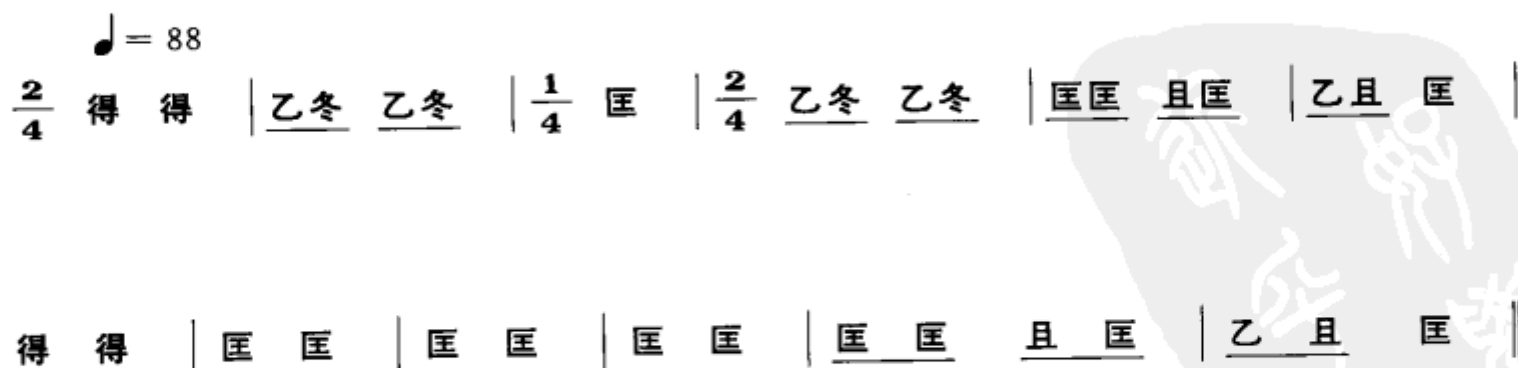 ♩= 88
2/4 得 得 | 乙冬 乙冬 | 1/4 匡 | 2/4 乙冬 乙冬 | 匡匡 且匡 | 乙且 匡 |
得 得 | 匡 匡 | 匡 匡 | 匡 匡 | 匡 匡 且 匡 | 乙 且 匡 |